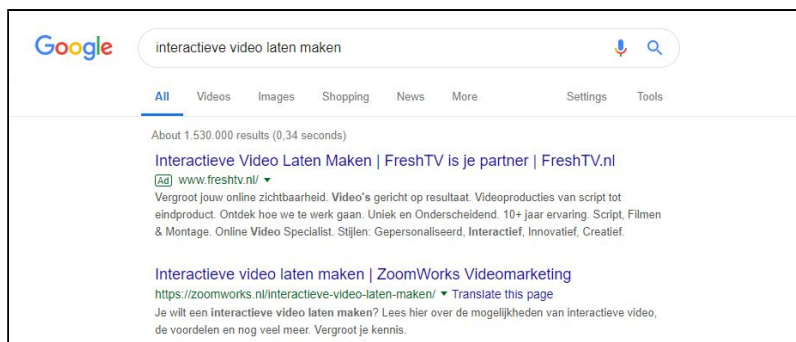 Google
interactieve video laten maken
All Videos Images Shopping News More Settings Tools
About 1.530.000 results (0,34 seconds)
Interactieve Video Laten Maken | FreshTV is je partner | FreshTV.nl
Ad www.freshtv.nl/
Vergroot jouw online zichtbaarheid. Video's gericht op resultaat. Videoproducties van script tot
eindproduct. Ontdek hoe we te werk gaan. Uniek en Onderscheidend. 10+ jaar ervaring. Script, Filmen
& Montage. Online Video Specialist. Stijlen: Gepersonaliseerd, Interactief, Innovatief, Creatief.
Interactieve video laten maken | ZoomWorks Videomarketing
https://zoomworks.nl/interactieve-video-laten-maken/ Translate this page
Je wilt een interactieve video laten maken? Lees hier over de mogelijkheden van interactieve video,
de voordelen en nog veel meer. Vergroot je kennis.